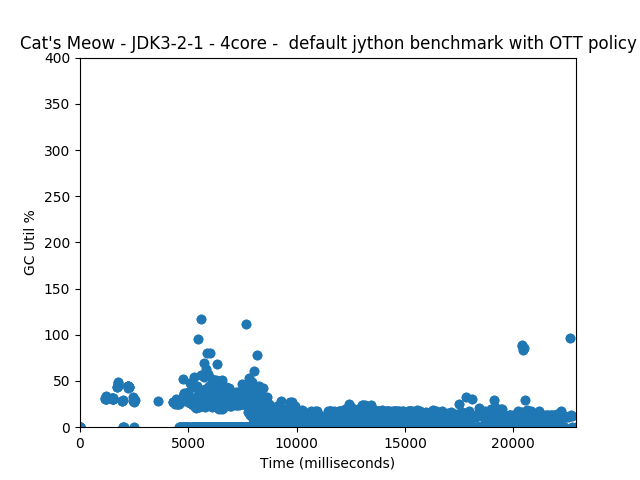 Cat's Meow - JDK3-2-1 - 4core -  default jython benchmark with OTT policy
400
350
300
250
200
150
100
50
0
GC Util %
0 5000 10000 15000 20000
Time (milliseconds)